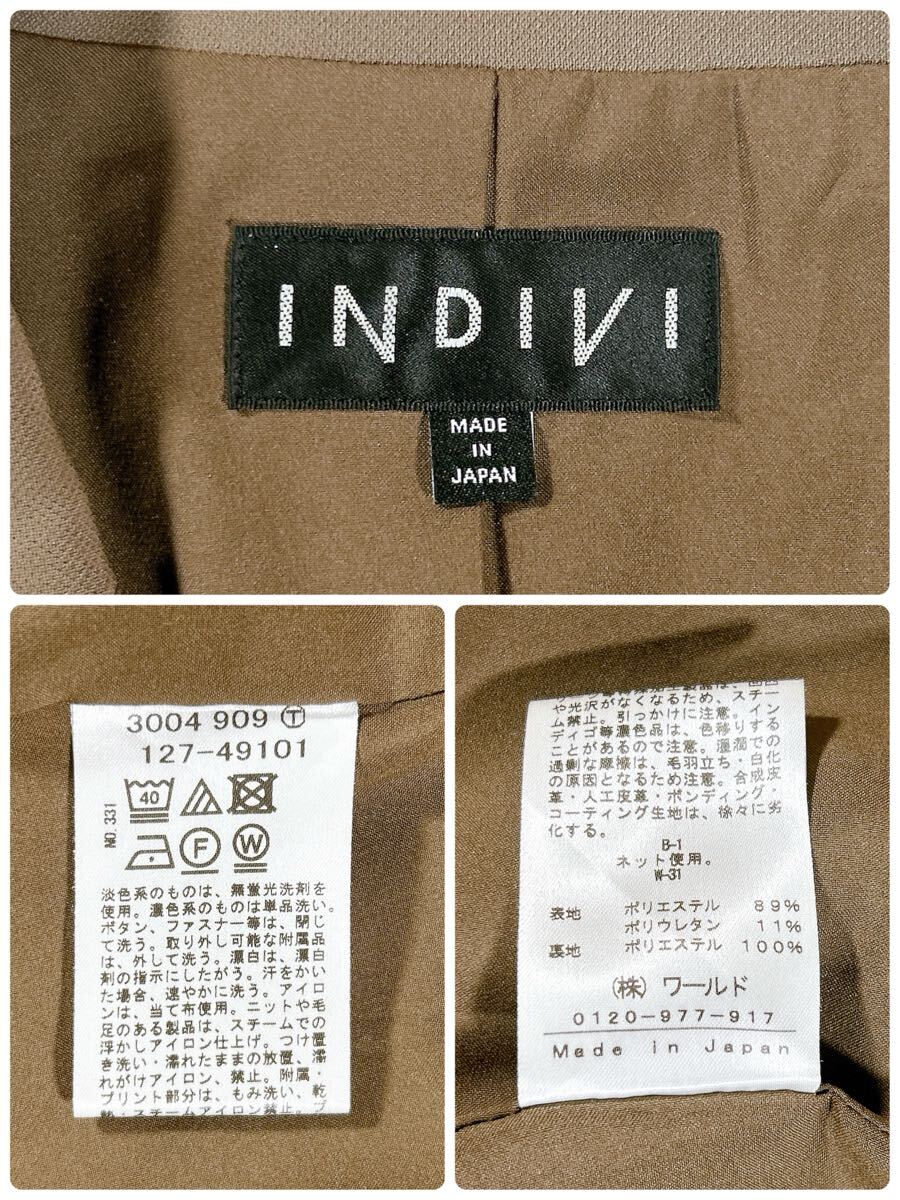 INDIVI
MADE
IN
JAPAN
3004 909 Ⓣ
127-49101
NO.331
40
F
W
淡色系のものは、無蛍光洗剤を
使用。濃色系のものは単品洗い。
ボタン、ファスナー等は、閉じ
て洗う。取り外し可能な附属品
は、外して洗う。漂白は、漂白
剤の指示にしたがう。汗をかい
た場合、速やかに洗う。アイロ
ンは、当て布使用。ニットや毛
足のある製品は、スチームでの
浮かしアイロン仕上げ。つけ置
き洗い・濡れたままの放置、濡
れがけアイロン、禁止。附属・
プリント部分は、もみ洗い、乾
熱・スチームアイロン禁止。プ
や光沢がなくなるため、スチー
ム禁止。引っかけに注意。イン
ディゴ等濃色品は、色移りする
ことがあるので注意。湿潤での
過剰な摩擦は、毛羽立ち・白化
の原因となるため注意。合成皮
革・人工皮革・ボンディング・
コーティング生地は、徐々に劣
化する。
B-1
ネット使用。
W-31
表地 ポリエステル 89%
ポリウレタン 11%
裏地 ポリエステル 100%
(株) ワールド
0120-977-917
Made in Japan